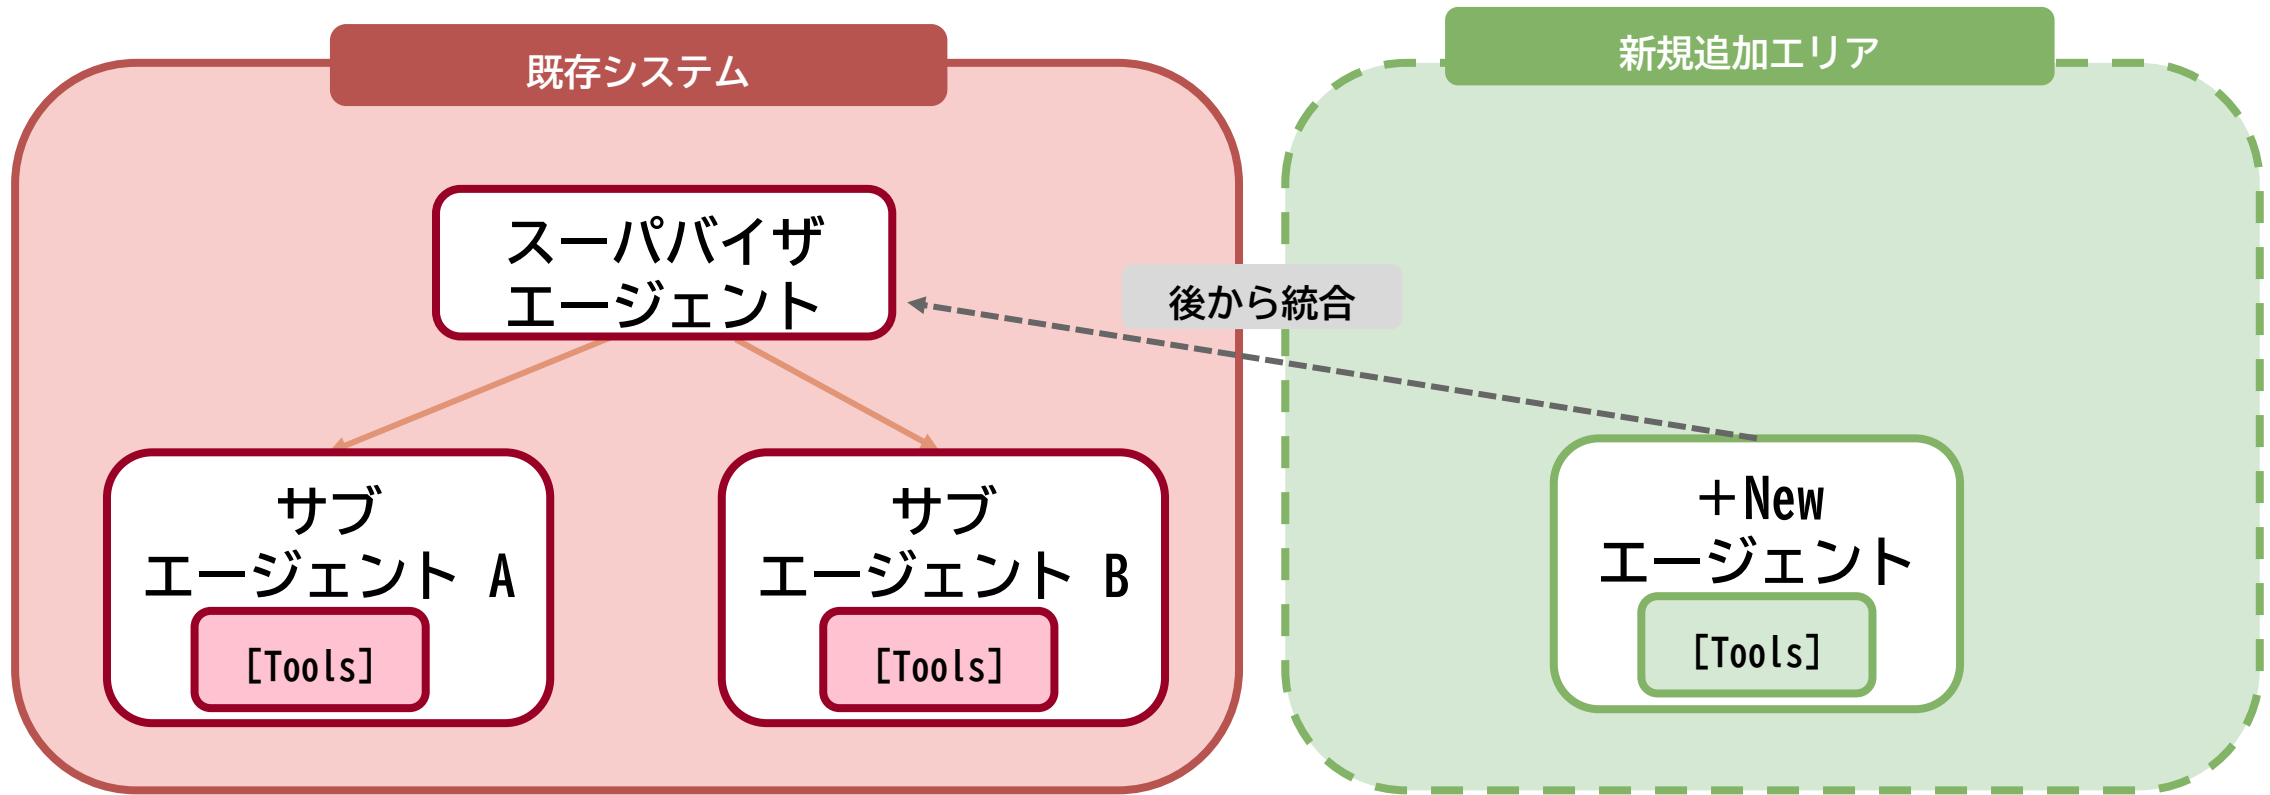 既存システム
新規追加エリア
スーパバイザ
エージェント
後から統合
サブ
エージェント A
[Tools]
サブ
エージェント B
[Tools]
＋New
エージェント
[Tools]